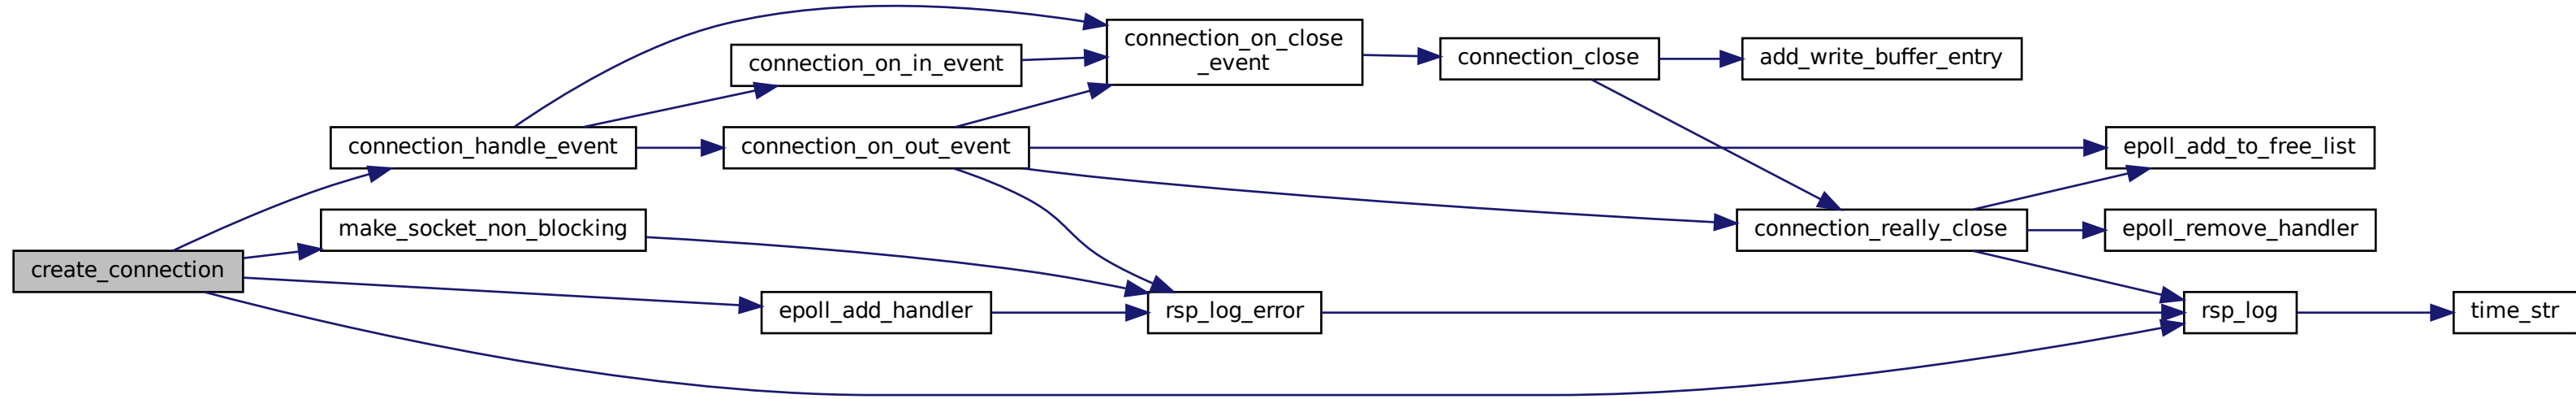 create_connection
connection_handle_event
make_socket_non_blocking
connection_on_in_event
connection_on_out_event
epoll_add_handler
connection_on_close
_event
rsp_log_error
connection_close
add_write_buffer_entry
connection_really_close
epoll_add_to_free_list
epoll_remove_handler
rsp_log
time_str